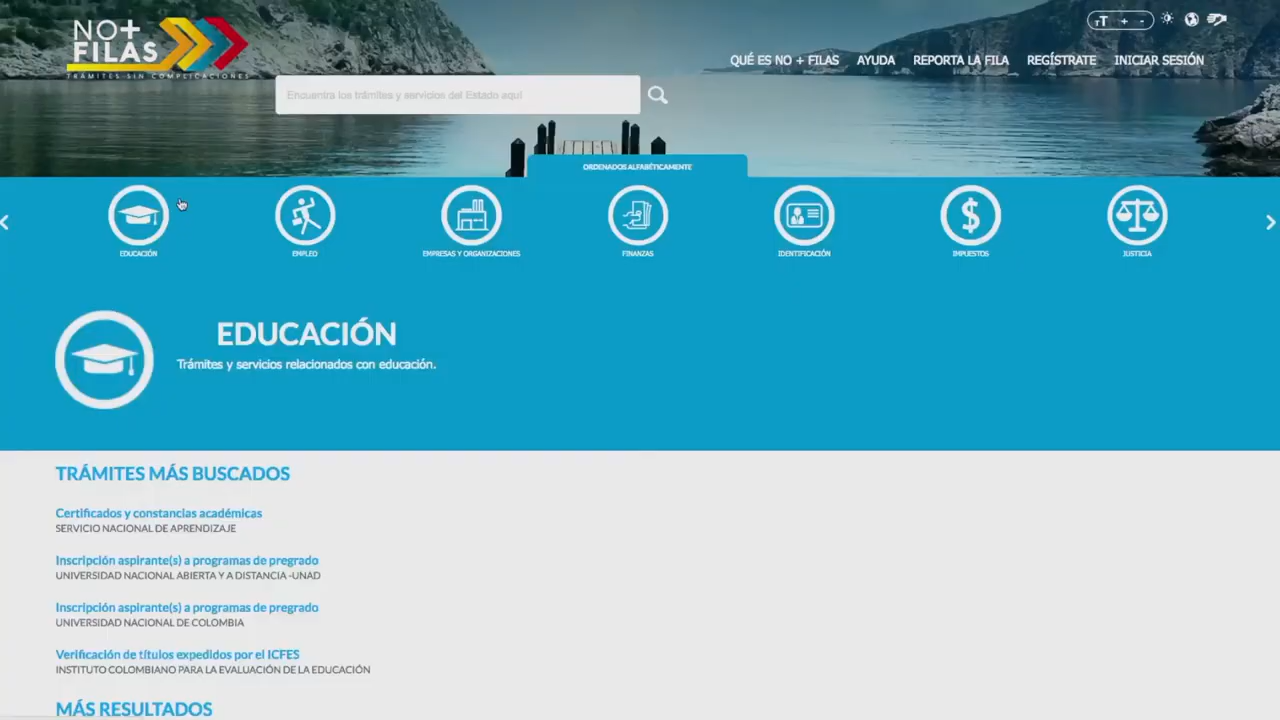 NO+
FILAS
TRÁMITES SIN COMPLICACIONES
тT + -
QUÉ ES NO + FILAS AYUDA REPORTA LA FILA REGÍSTRATE INICIAR SESIÓN
Encuentra los trámites y servicios del Estado aquí
ORDENADOS ALFABÉTICAMENTE
EDUCACIÓN EMPLEO EMPRESAS Y ORGANIZACIONES FINANZAS IDENTIFICACIÓN IMPUESTOS JUSTICIA
EDUCACIÓN
Trámites y servicios relacionados con educación.
TRÁMITES MÁS BUSCADOS
Certificados y constancias académicas
SERVICIO NACIONAL DE APRENDIZAJE
Inscripción aspirante(s) a programas de pregrado
UNIVERSIDAD NACIONAL ABIERTA Y A DISTANCIA -UNAD
Inscripción aspirante(s) a programas de pregrado
UNIVERSIDAD NACIONAL DE COLOMBIA
Verificación de títulos expedidos por el ICFES
INSTITUTO COLOMBIANO PARA LA EVALUACIÓN DE LA EDUCACIÓN
MÁS RESULTADOS